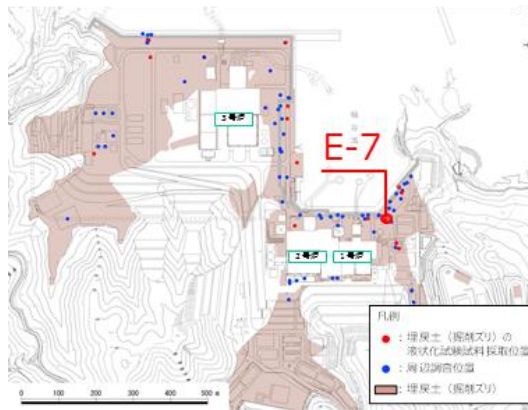 3号炉
E-7
2号炉
1号炉
凡例
：埋戻土（掘削ズリ）の
液状化試験試料採取位置
：周辺調査位置
：埋戻土（掘削ズリ）
0 100 200 300 400 500 m